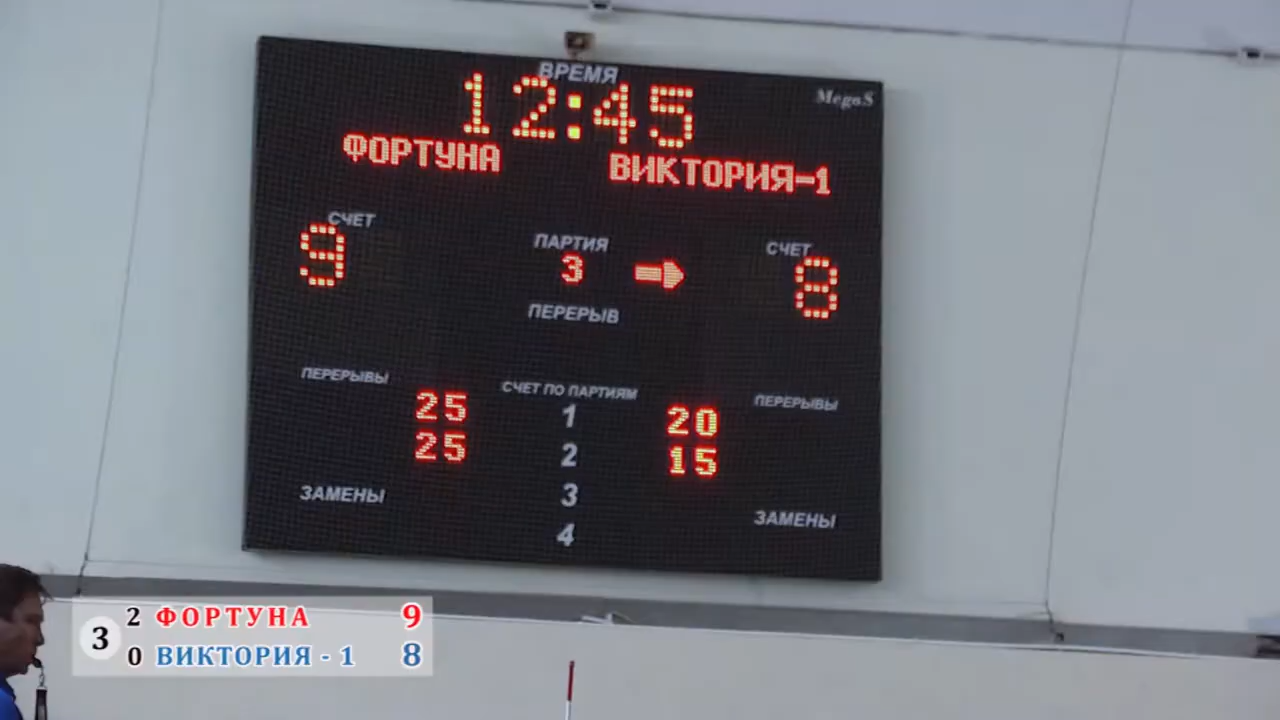 ВРЕМЯ
MegaS
12:45
ФОРТУНА ВИКТОРИЯ-1
СЧЕТ ПАРТИЯ СЧЕТ
9 3 8
ПЕРЕРЫВ
ПЕРЕРЫВЫ СЧЕТ ПО ПАРТИЯМ ПЕРЕРЫВЫ
25 1 20
25 2 15
ЗАМЕНЫ 3 ЗАМЕНЫ
4
3
2 ФОРТУНА 9
0 ВИКТОРИЯ - 1 8